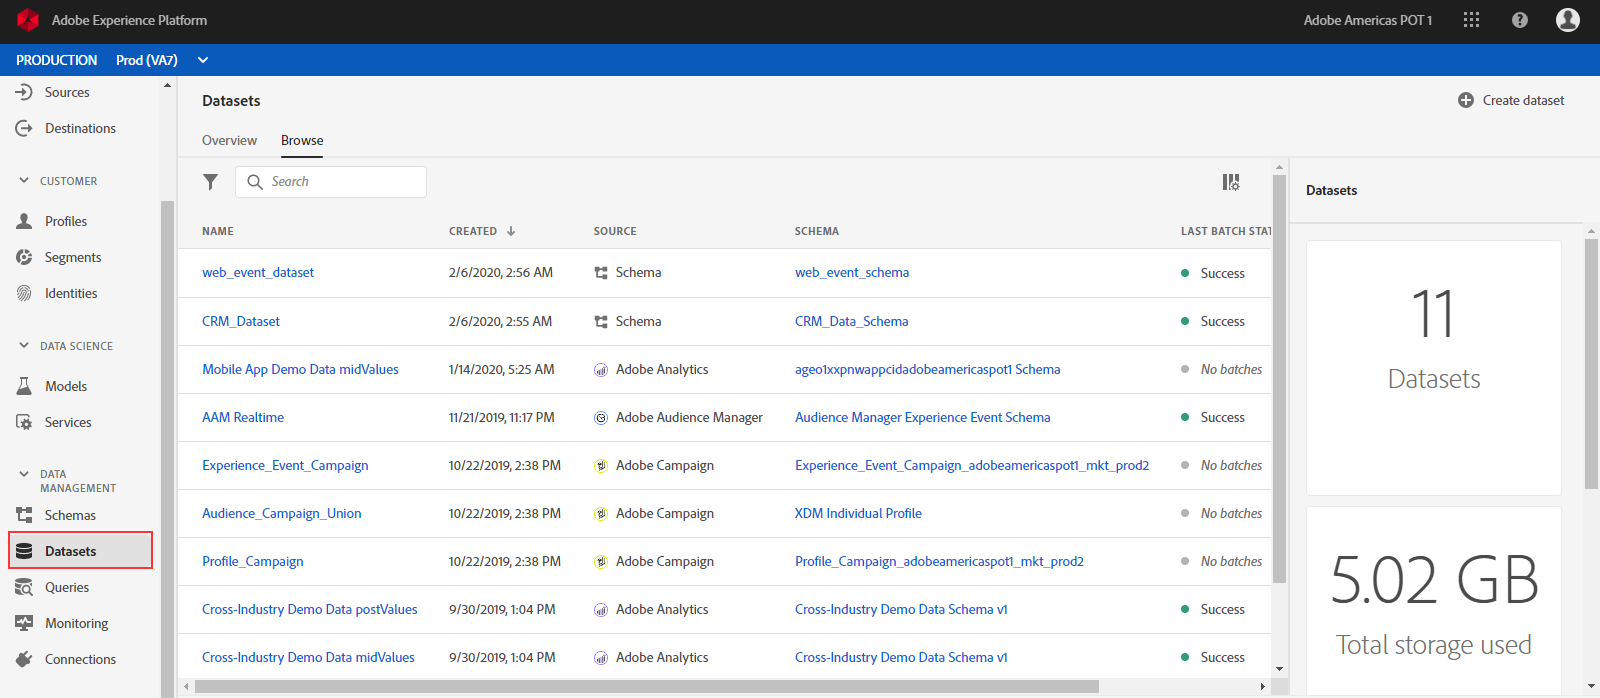 Adobe Experience Platform
Adobe Americas POT 1
PRODUCTION Prod (VA7)
Sources
Destinations
CUSTOMER
Profiles
Segments
Identities
DATA SCIENCE
Models
Services
DATA
MANAGEMENT
Schemas
Datasets
Queries
Monitoring
Connections
Datasets
Create dataset
Overview Browse
Search
NAME CREATED SOURCE SCHEMA LAST BATCH STAT
web_event_dataset 2/6/2020, 2:56 AM Schema web_event_schema Success
CRM_Dataset 2/6/2020, 2:55 AM Schema CRM_Data_Schema Success
Mobile App Demo Data midValues 1/14/2020, 5:25 AM Adobe Analytics ageo1xxpnwappcidadobeamericaspot1 Schema No batches
AAM Realtime 11/21/2019, 11:17 PM Adobe Audience Manager Audience Manager Experience Event Schema Success
Experience_Event_Campaign 10/22/2019, 2:38 PM Adobe Campaign Experience_Event_Campaign_adobeamericaspot1_mkt_prod2 No batches
Audience_Campaign_Union 10/22/2019, 2:38 PM Adobe Campaign XDM Individual Profile No batches
Profile_Campaign 10/22/2019, 2:38 PM Adobe Campaign Profile_Campaign_adobeamericaspot1_mkt_prod2 No batches
Cross-Industry Demo Data postValues 9/30/2019, 1:04 PM Adobe Analytics Cross-Industry Demo Data Schema v1 Success
Cross-Industry Demo Data midValues 9/30/2019, 1:04 PM Adobe Analytics Cross-Industry Demo Data Schema v1 Success
Datasets
11
Datasets
5.02 GB
Total storage used